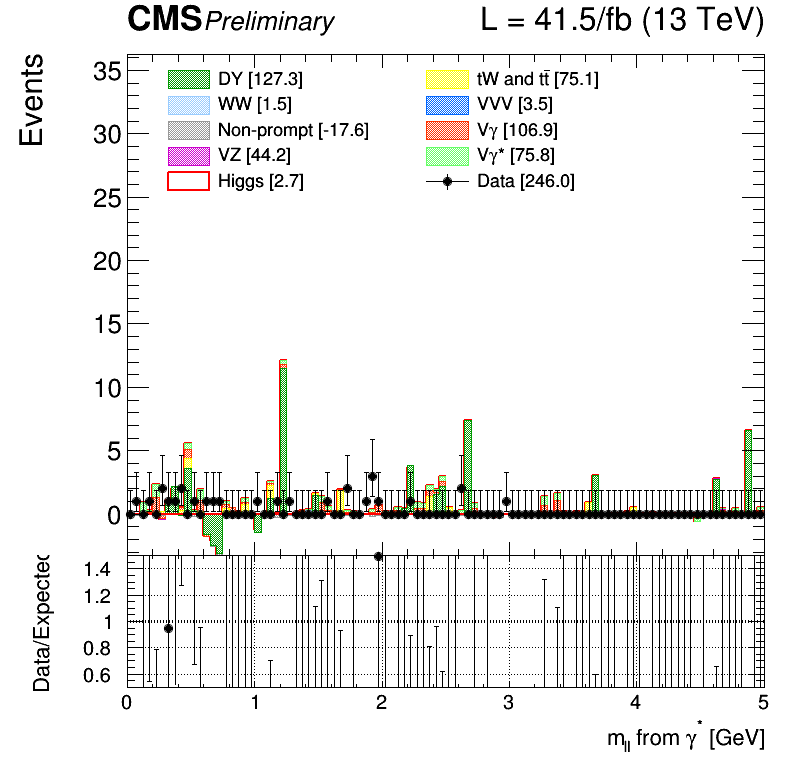 CMS Preliminary L = 41.5/fb (13 TeV)
Events
35
30
25
20
15
10
5
0
DY [127.3]
WW [1.5]
Non-prompt [-17.6]
VZ [44.2]
Higgs [2.7]
tW and tt̄ [75.1]
VVV [3.5]
Vγ [106.9]
Vγ* [75.8]
Data [246.0]
Data/Expected
1.4
1.2
1
0.8
0.6
0 1 2 3 4 5
m_ll from γ* [GeV]